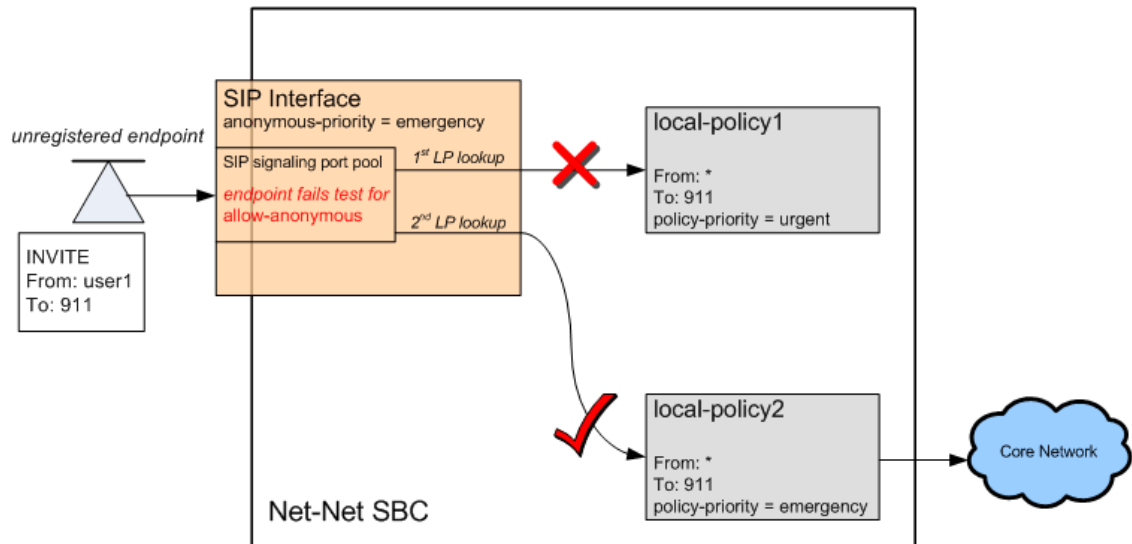 unregistered endpoint
INVITE
From: user1
To: 911
SIP Interface
anonymous-priority = emergency
SIP signaling port pool
endpoint fails test for
allow-anonymous
1st LP lookup
2nd LP lookup
local-policy1
From: *
To: 911
policy-priority = urgent
local-policy2
From: *
To: 911
policy-priority = emergency
Core Network
Net-Net SBC